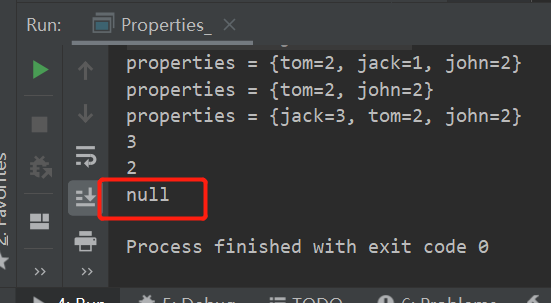 Run: Properties_
properties = {tom=2, jack=1, john=2}
properties = {tom=2, john=2}
properties = {jack=3, tom=2, john=2}
3
2
null
Process finished with exit code 0
2: Favorites
4: Run 5: Debug TODO 6: Problems